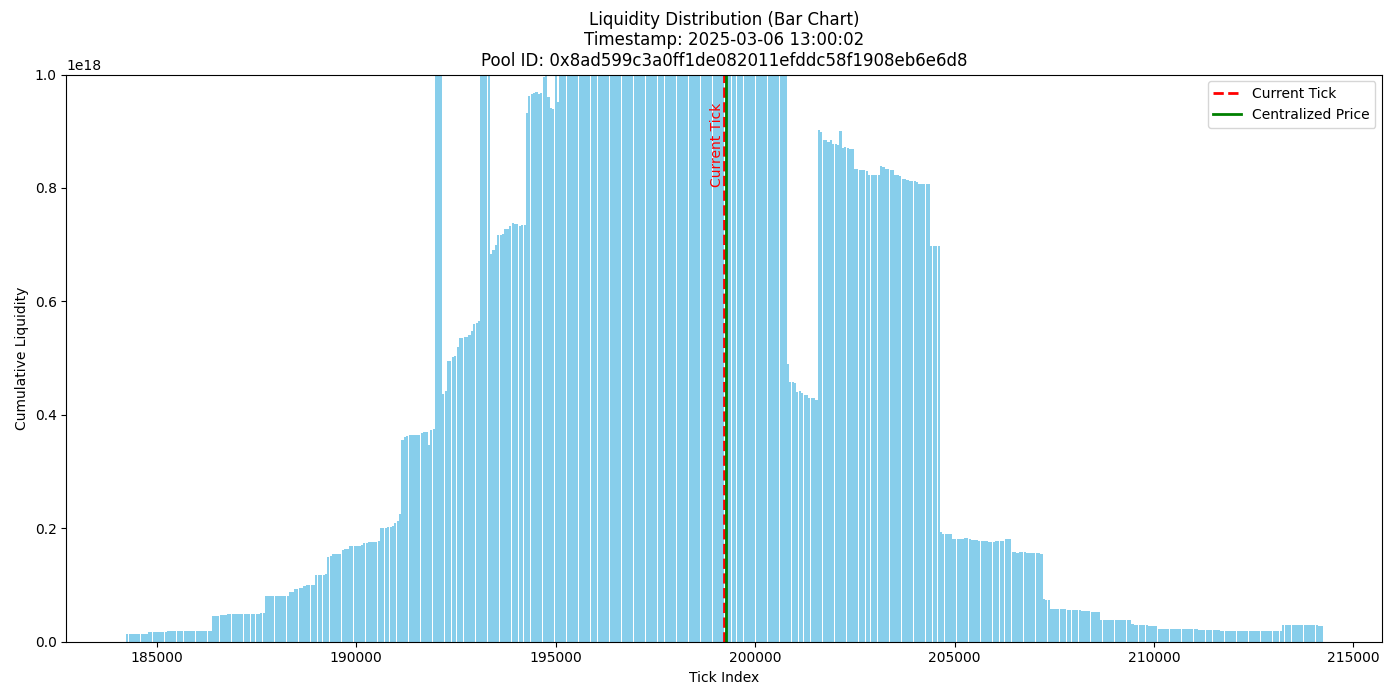 Liquidity Distribution (Bar Chart)
Timestamp: 2025-03-06 13:00:02
Pool ID: 0x8ad599c3a0ff1de082011efddc58f1908eb6e6d8
1e18
1.0
0.8
0.6
0.4
0.2
0.0
Cumulative Liquidity
Current Tick
Current Tick
Centralized Price
185000 190000 195000 200000 205000 210000 215000
Tick Index